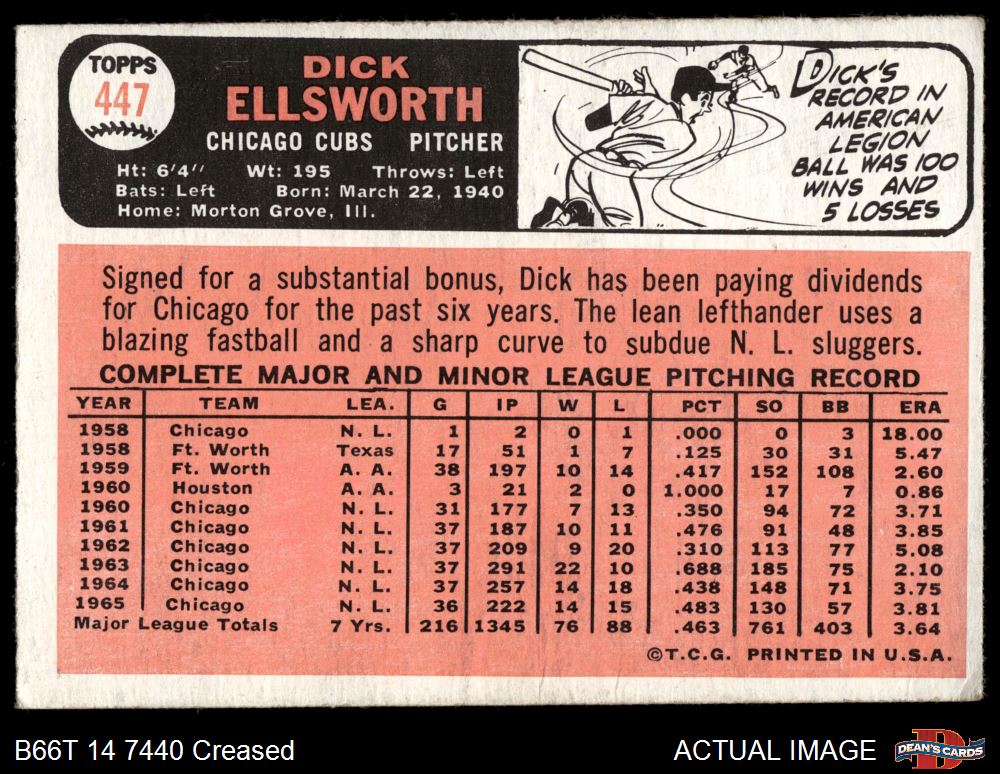 TOPPS
447
DICK
ELLSWORTH
CHICAGO CUBS PITCHER
Ht: 6'4" Wt: 195 Throws: Left
Bats: Left Born: March 22, 1940
Home: Morton Grove, Ill.
DICK'S
RECORD IN
AMERICAN
LEGION
BALL WAS 100
WINS AND
5 LOSSES
Signed for a substantial bonus, Dick has been paying dividends
for Chicago for the past six years. The lean lefthander uses a
blazing fastball and a sharp curve to subdue N. L. sluggers.
COMPLETE MAJOR AND MINOR LEAGUE PITCHING RECORD
YEAR TEAM LEA. G IP W L PCT SO BB ERA
1958 Chicago N. L. 1 2 0 1 .000 0 3 18.00
1958 Ft. Worth Texas 17 51 1 7 .125 30 31 5.47
1959 Ft. Worth A. A. 38 197 10 14 .417 152 108 2.60
1960 Houston A. A. 3 21 2 0 1.000 17 7 0.86
1960 Chicago N. L. 31 177 7 13 .350 94 72 3.71
1961 Chicago N. L. 37 187 10 11 .476 91 48 3.85
1962 Chicago N. L. 37 209 9 20 .310 113 77 5.08
1963 Chicago N. L. 37 291 22 10 .688 185 75 2.10
1964 Chicago N. L. 37 257 14 18 .438 148 71 3.75
1965 Chicago N. L. 36 222 14 15 .483 130 57 3.81
Major League Totals 7 Yrs. 216 1345 76 88 .463 761 403 3.64
©T.C.G. PRINTED IN U.S.A.
B66T 14 7440 Creased
ACTUAL IMAGE
D
DEAN'S CARDS